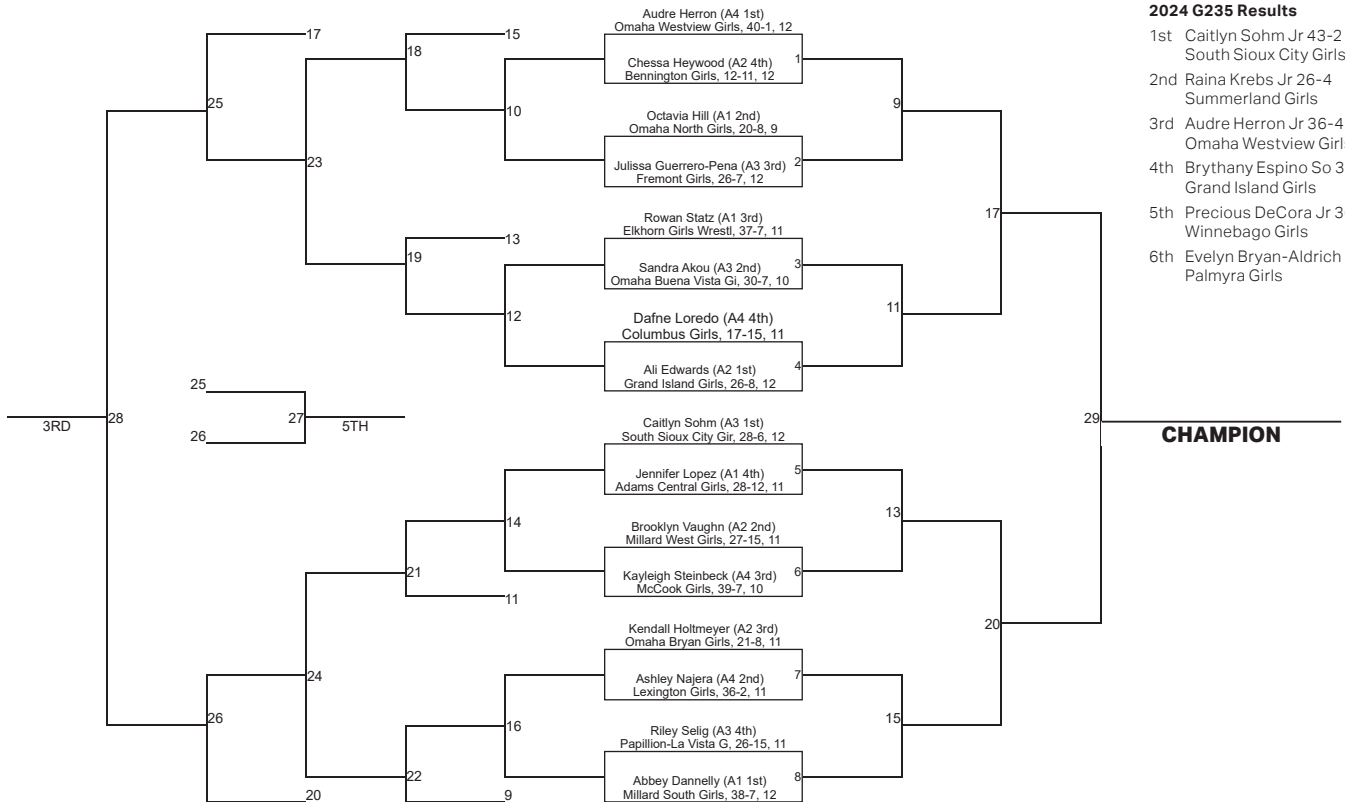 Audre Herron (A4 1st)
Omaha Westview Girls, 40-1, 12
Chessa Heywood (A2 4th)
Bennington Girls, 12-11, 12
1
Octavia Hill (A1 2nd)
Omaha North Girls, 20-8, 9
Julissa Guerrero-Pena (A3 3rd)
Fremont Girls, 26-7, 12
2
Rowan Statz (A1 3rd)
Elkhorn Girls Wrestl, 37-7, 11
Sandra Akou (A3 2nd)
Omaha Buena Vista Gi, 30-7, 10
3
Dafne Loredo (A4 4th)
Columbus Girls, 17-15, 11
Ali Edwards (A2 1st)
Grand Island Girls, 26-8, 12
4
Caitlyn Sohm (A3 1st)
South Sioux City Gir, 28-6, 12
Jennifer Lopez (A1 4th)
Adams Central Girls, 28-12, 11
5
Brooklyn Vaughn (A2 2nd)
Millard West Girls, 27-15, 11
Kayleigh Steinbeck (A4 3rd)
McCook Girls, 39-7, 10
6
Kendall Holtmeyer (A2 3rd)
Omaha Bryan Girls, 21-8, 11
Ashley Najera (A4 2nd)
Lexington Girls, 36-2, 11
7
Riley Selig (A3 4th)
Papillion-La Vista G, 26-15, 11
Abbey Dannelly (A1 1st)
Millard South Girls, 38-7, 12
8
9
11
13
15
17
20
29
CHAMPION
15
18
10
17
25
23
13
19
12
28
3RD
25
26
27
5TH
14
21
11
24
26
16
22
20
9
2024 G235 Results
1st Caitlyn Sohm Jr 43-2
South Sioux City Girls
2nd Raina Krebs Jr 26-4
Summerland Girls
3rd Audre Herron Jr 36-4
Omaha Westview Girls
4th Brythany Espino So 3
Grand Island Girls
5th Precious DeCora Jr 3
Winnebago Girls
6th Evelyn Bryan-Aldrich
Palmyra Girls